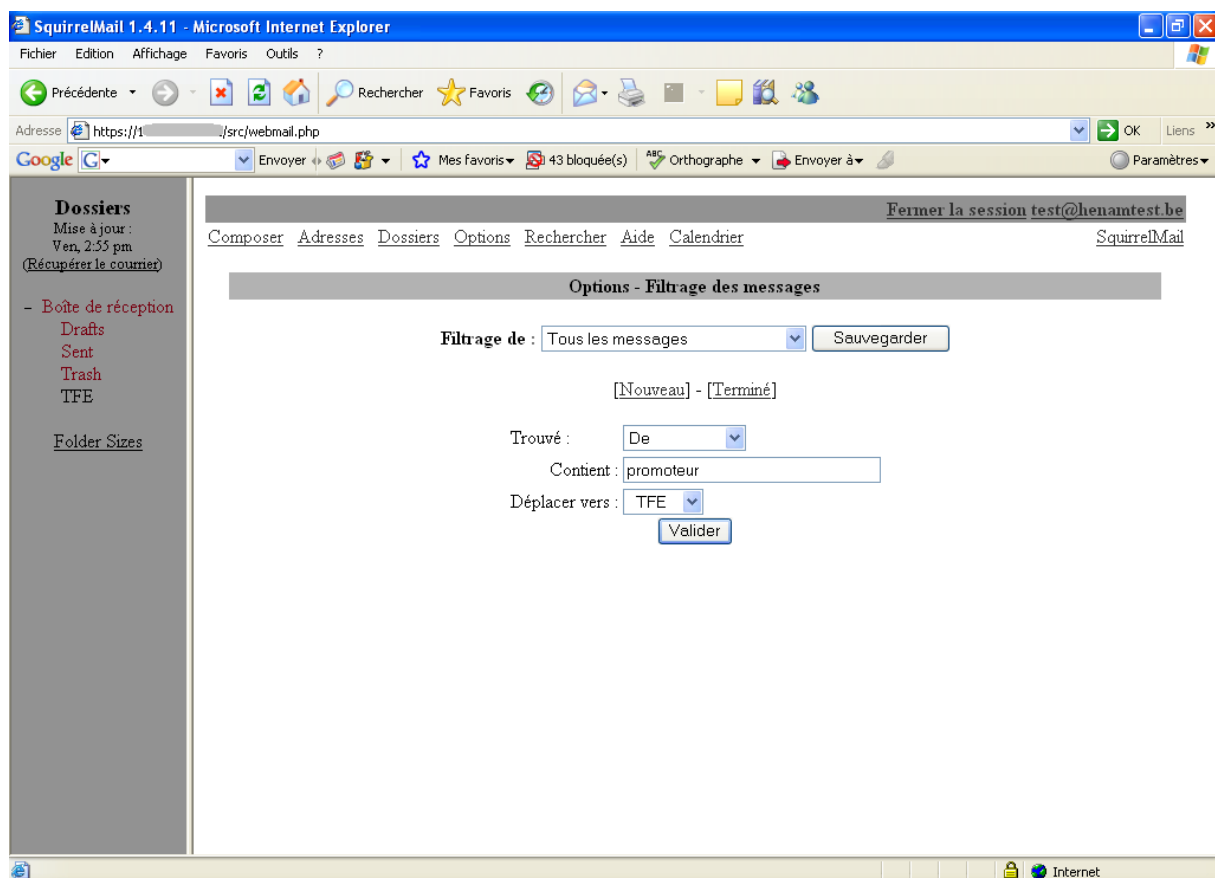 SquirrelMail 1.4.11 - Microsoft Internet Explorer
Fichier Edition Affichage Favoris Outils ?
Précédente Rechercher Favoris
Adresse https://1 /src/webmail.php OK Liens »
Google G Envoyer Mes favoris 43 bloquée(s) ABC Orthographe Envoyer à Paramètres
Dossiers
Mise à jour :
Ven, 2:55 pm
(Récupérer le courrier)
– Boîte de réception
Drafts
Sent
Trash
TFE
Folder Sizes
Fermer la session test@henamtest.be
Composer Adresses Dossiers Options Rechercher Aide Calendrier SquirrelMail
Options - Filtrage des messages
Filtrage de : Tous les messages Sauvegarder
[Nouveau] - [Terminé]
Trouvé : De
Contient : promoteur
Déplacer vers : TFE
Valider
Internet